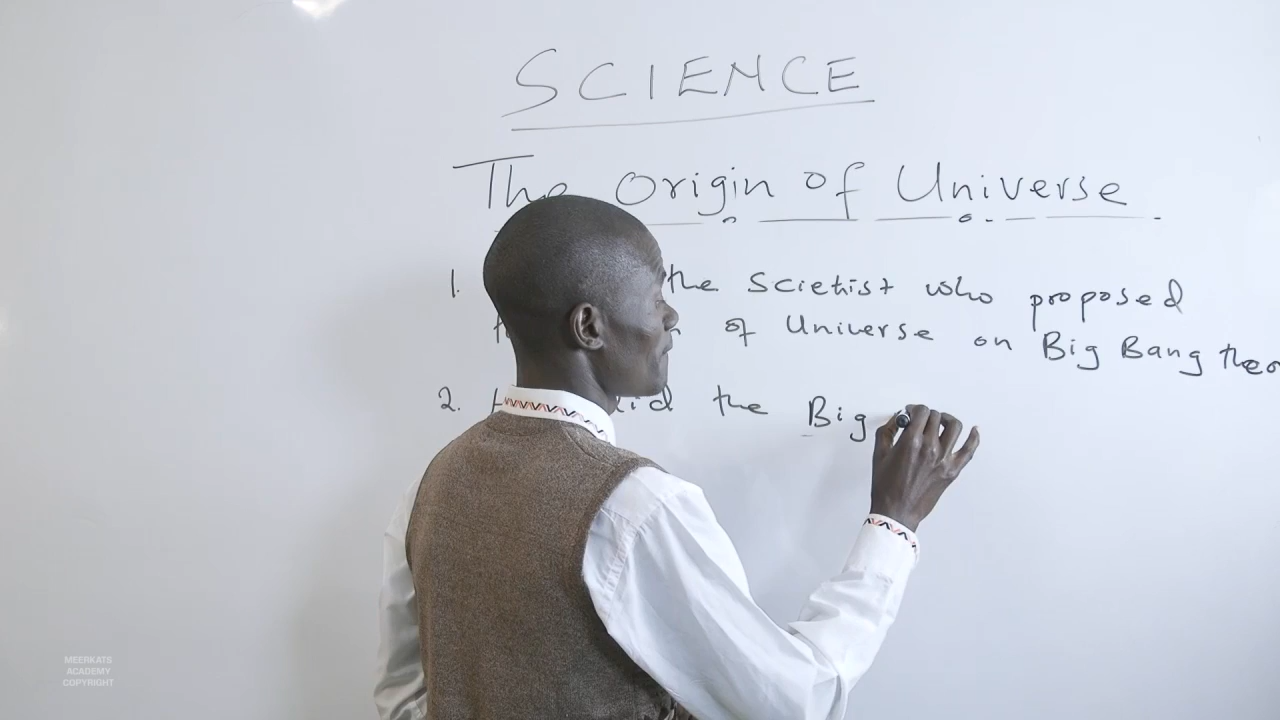 SCIENCE
The Origin of Universe
1. the Scietist who proposed
of Universe on Big Bang
2. did the Big
MEERKATS
ACADEMY
COPYRIGHT